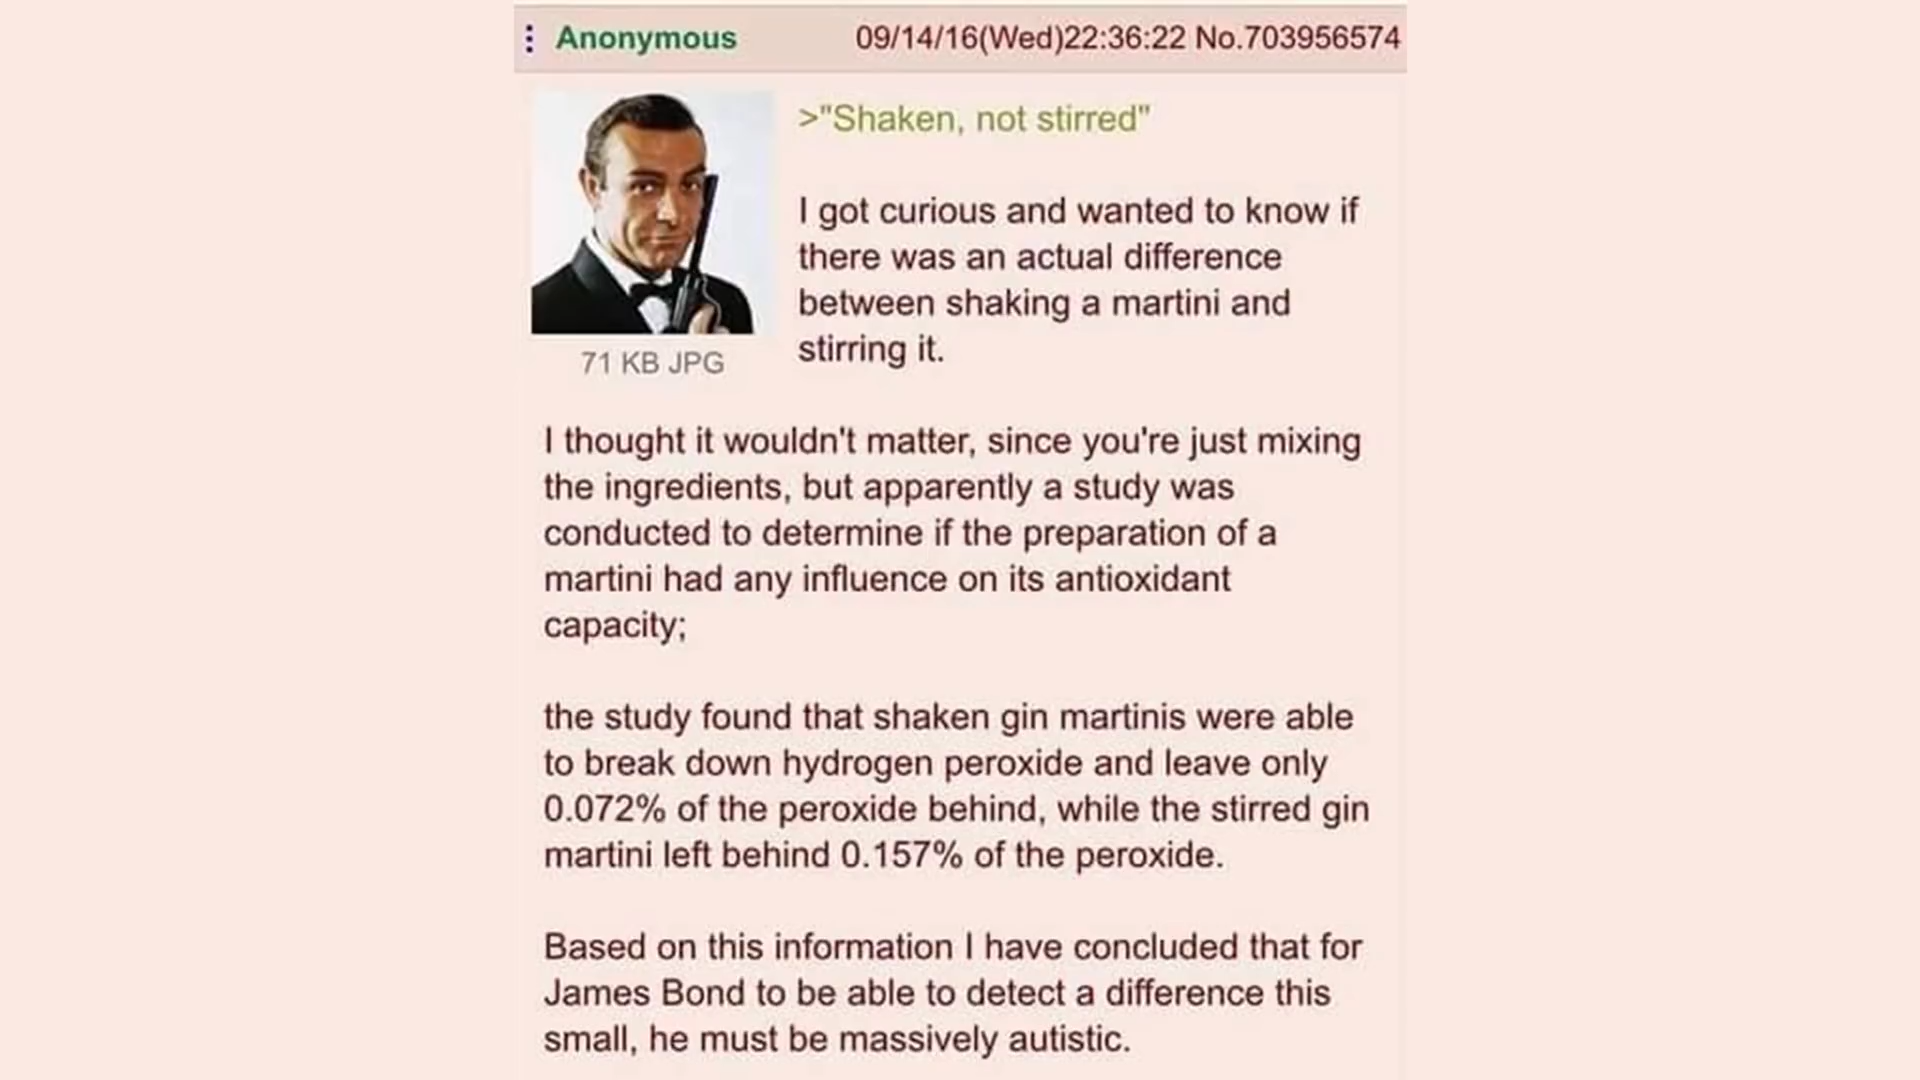 Anonymous 09/14/16(Wed)22:36:22 No.703956574
>"Shaken, not stirred"
I got curious and wanted to know if
there was an actual difference
between shaking a martini and
stirring it.
71 KB JPG
I thought it wouldn't matter, since you're just mixing
the ingredients, but apparently a study was
conducted to determine if the preparation of a
martini had any influence on its antioxidant
capacity;
the study found that shaken gin martinis were able
to break down hydrogen peroxide and leave only
0.072% of the peroxide behind, while the stirred gin
martini left behind 0.157% of the peroxide.
Based on this information I have concluded that for
James Bond to be able to detect a difference this
small, he must be massively autistic.